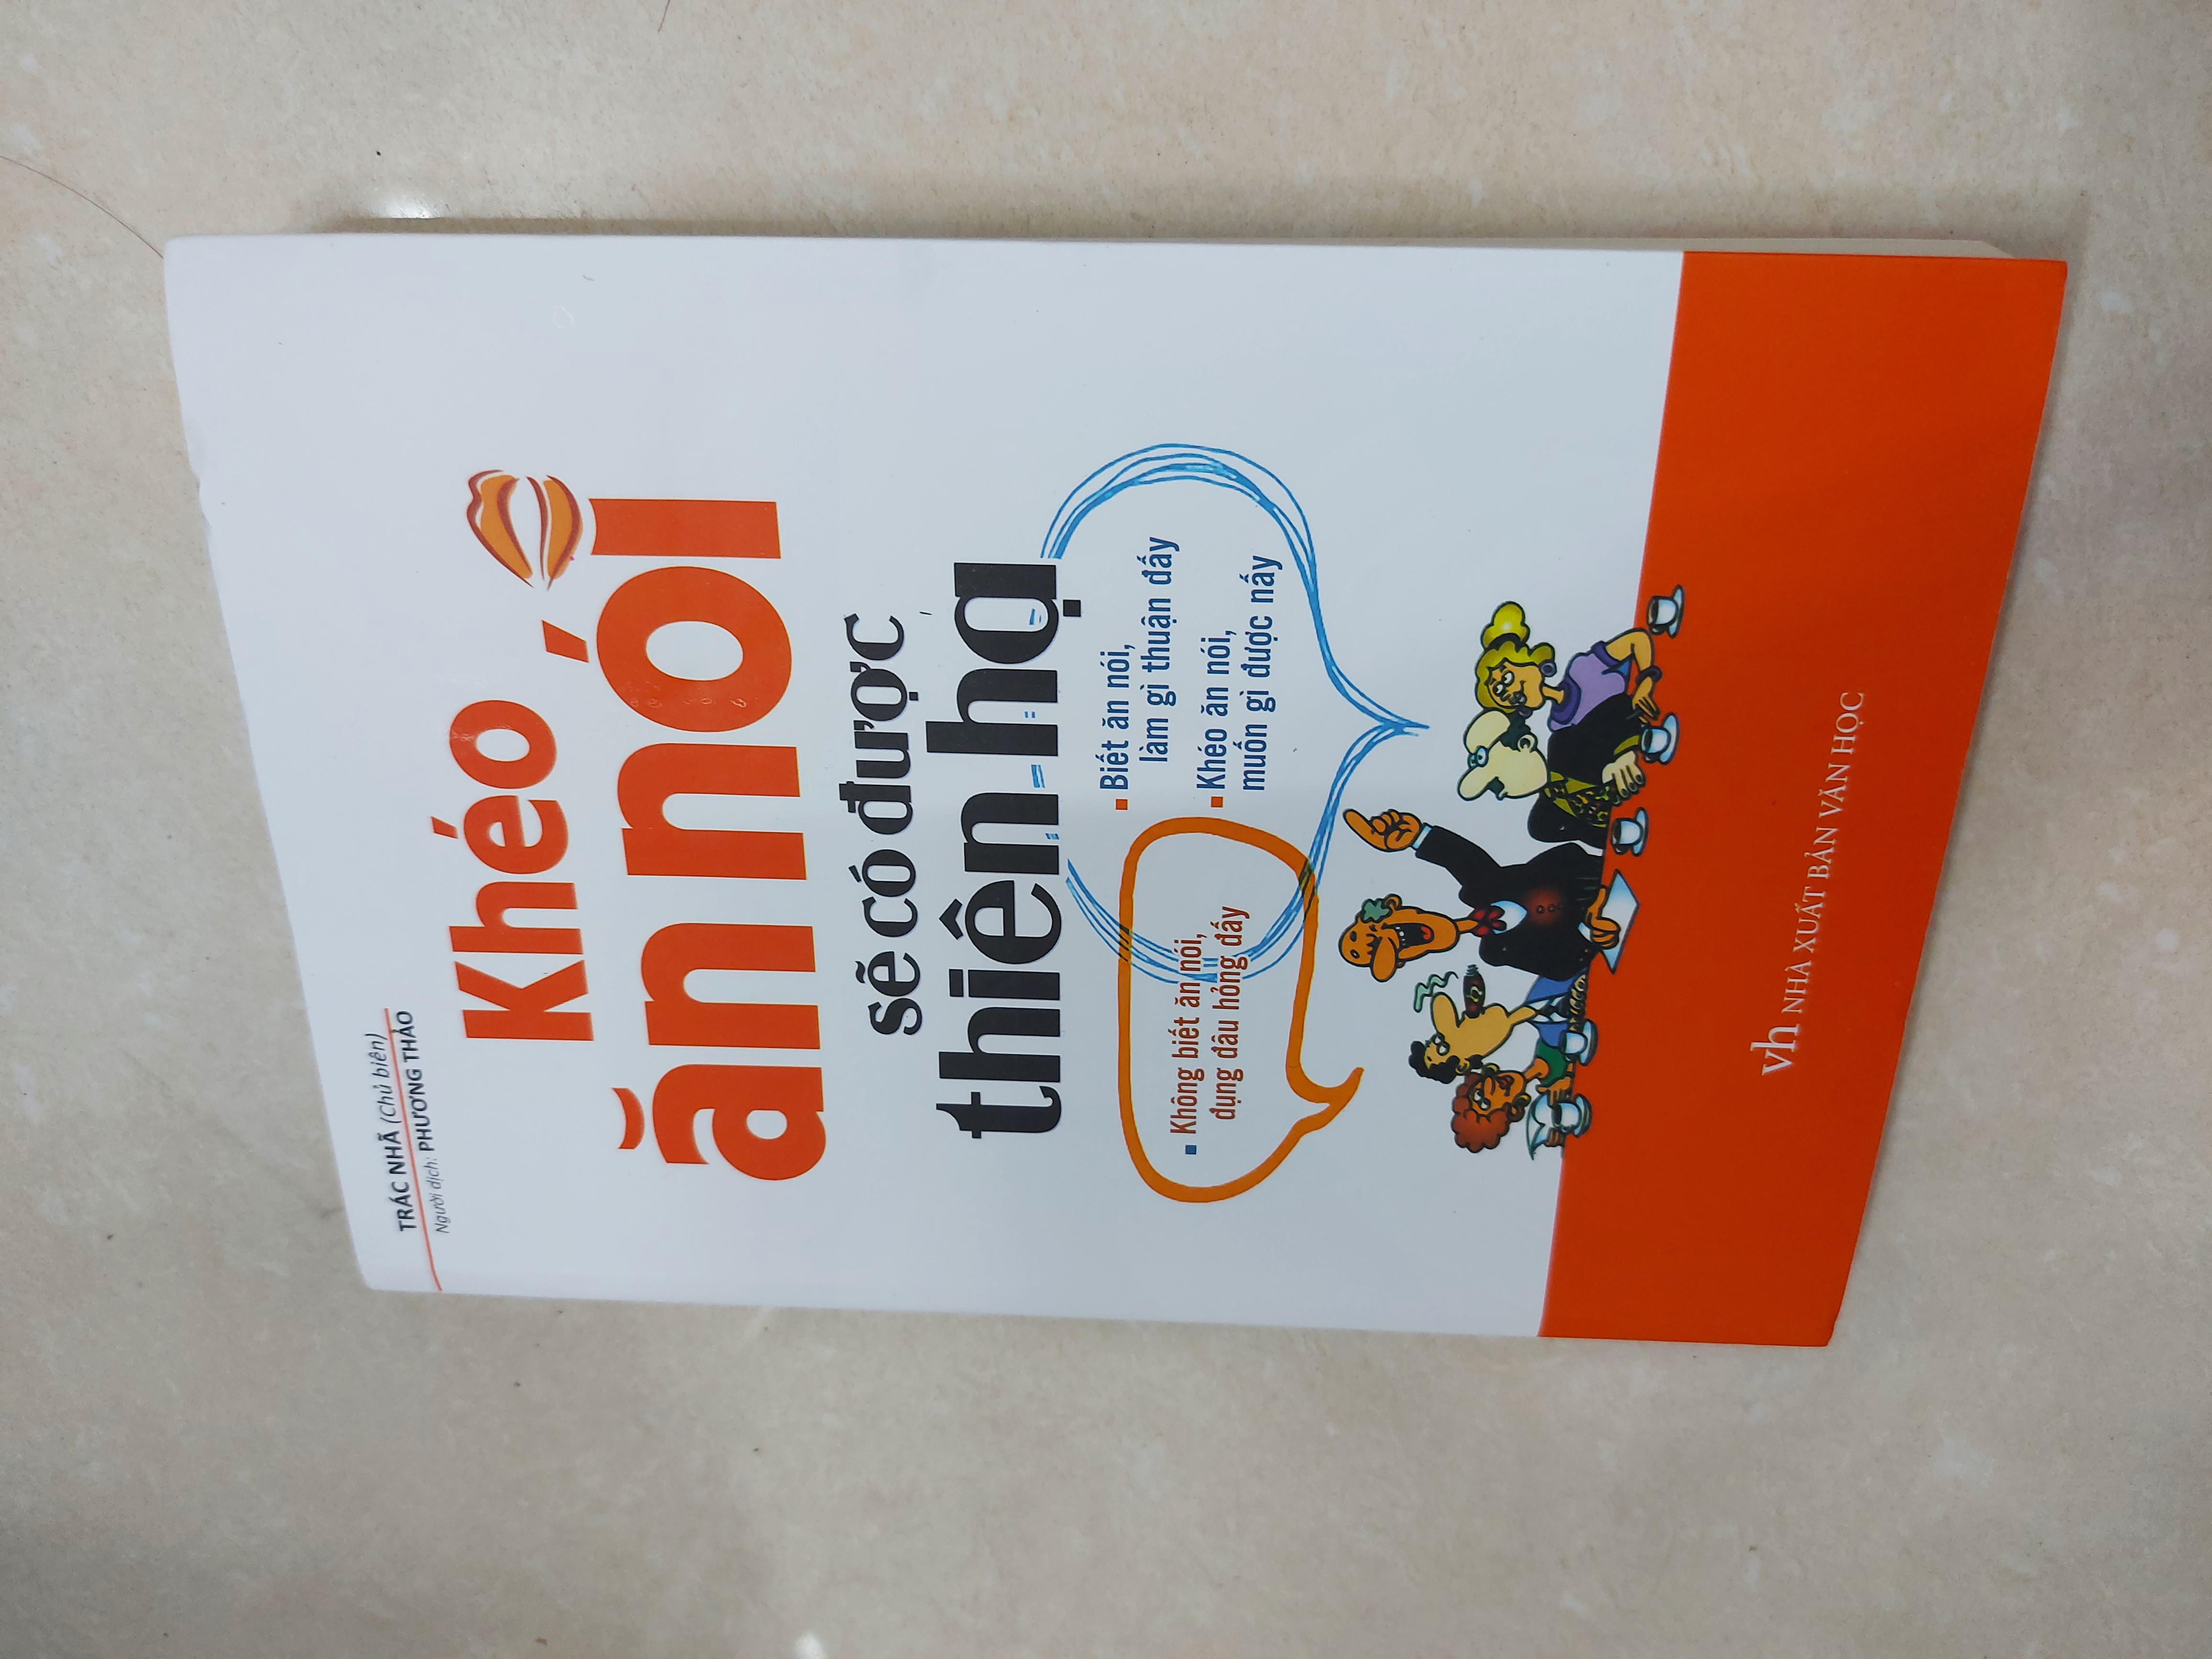 TRÁC NHÃ (Chủ biên)
Người dịch: PHƯƠNG THẢO
Khéo
ăn nói
sẽ có được
thiên hạ
Không biết ăn nói,
đụng đâu hỏng đấy
Biết ăn nói,
làm gì thuận đấy
Khéo ăn nói,
muốn gì được nấy
vh NHÀ XUẤT BẢN VĂN HỌC